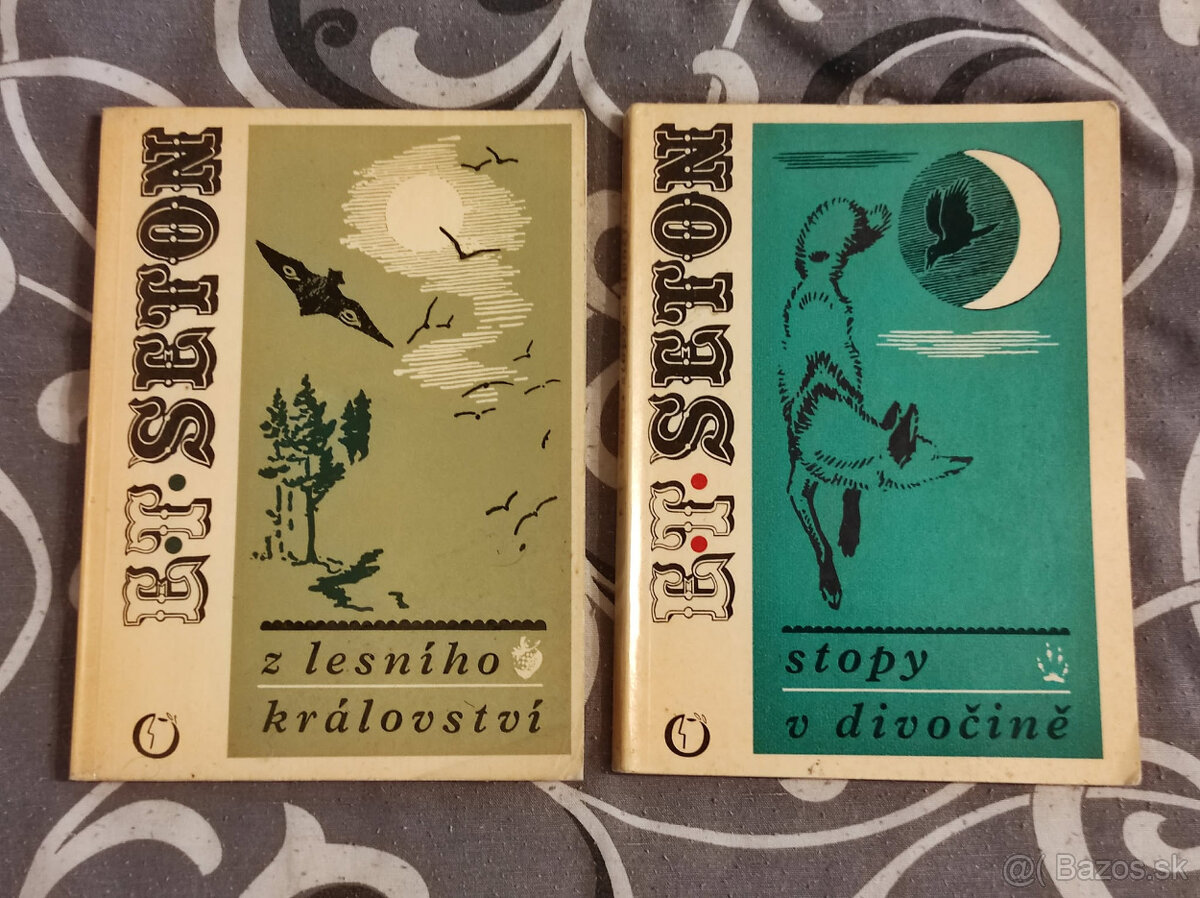 E. T. SETON
z lesního
království
E. T. SETON
stopy
v divočině
@( Bazos.sk